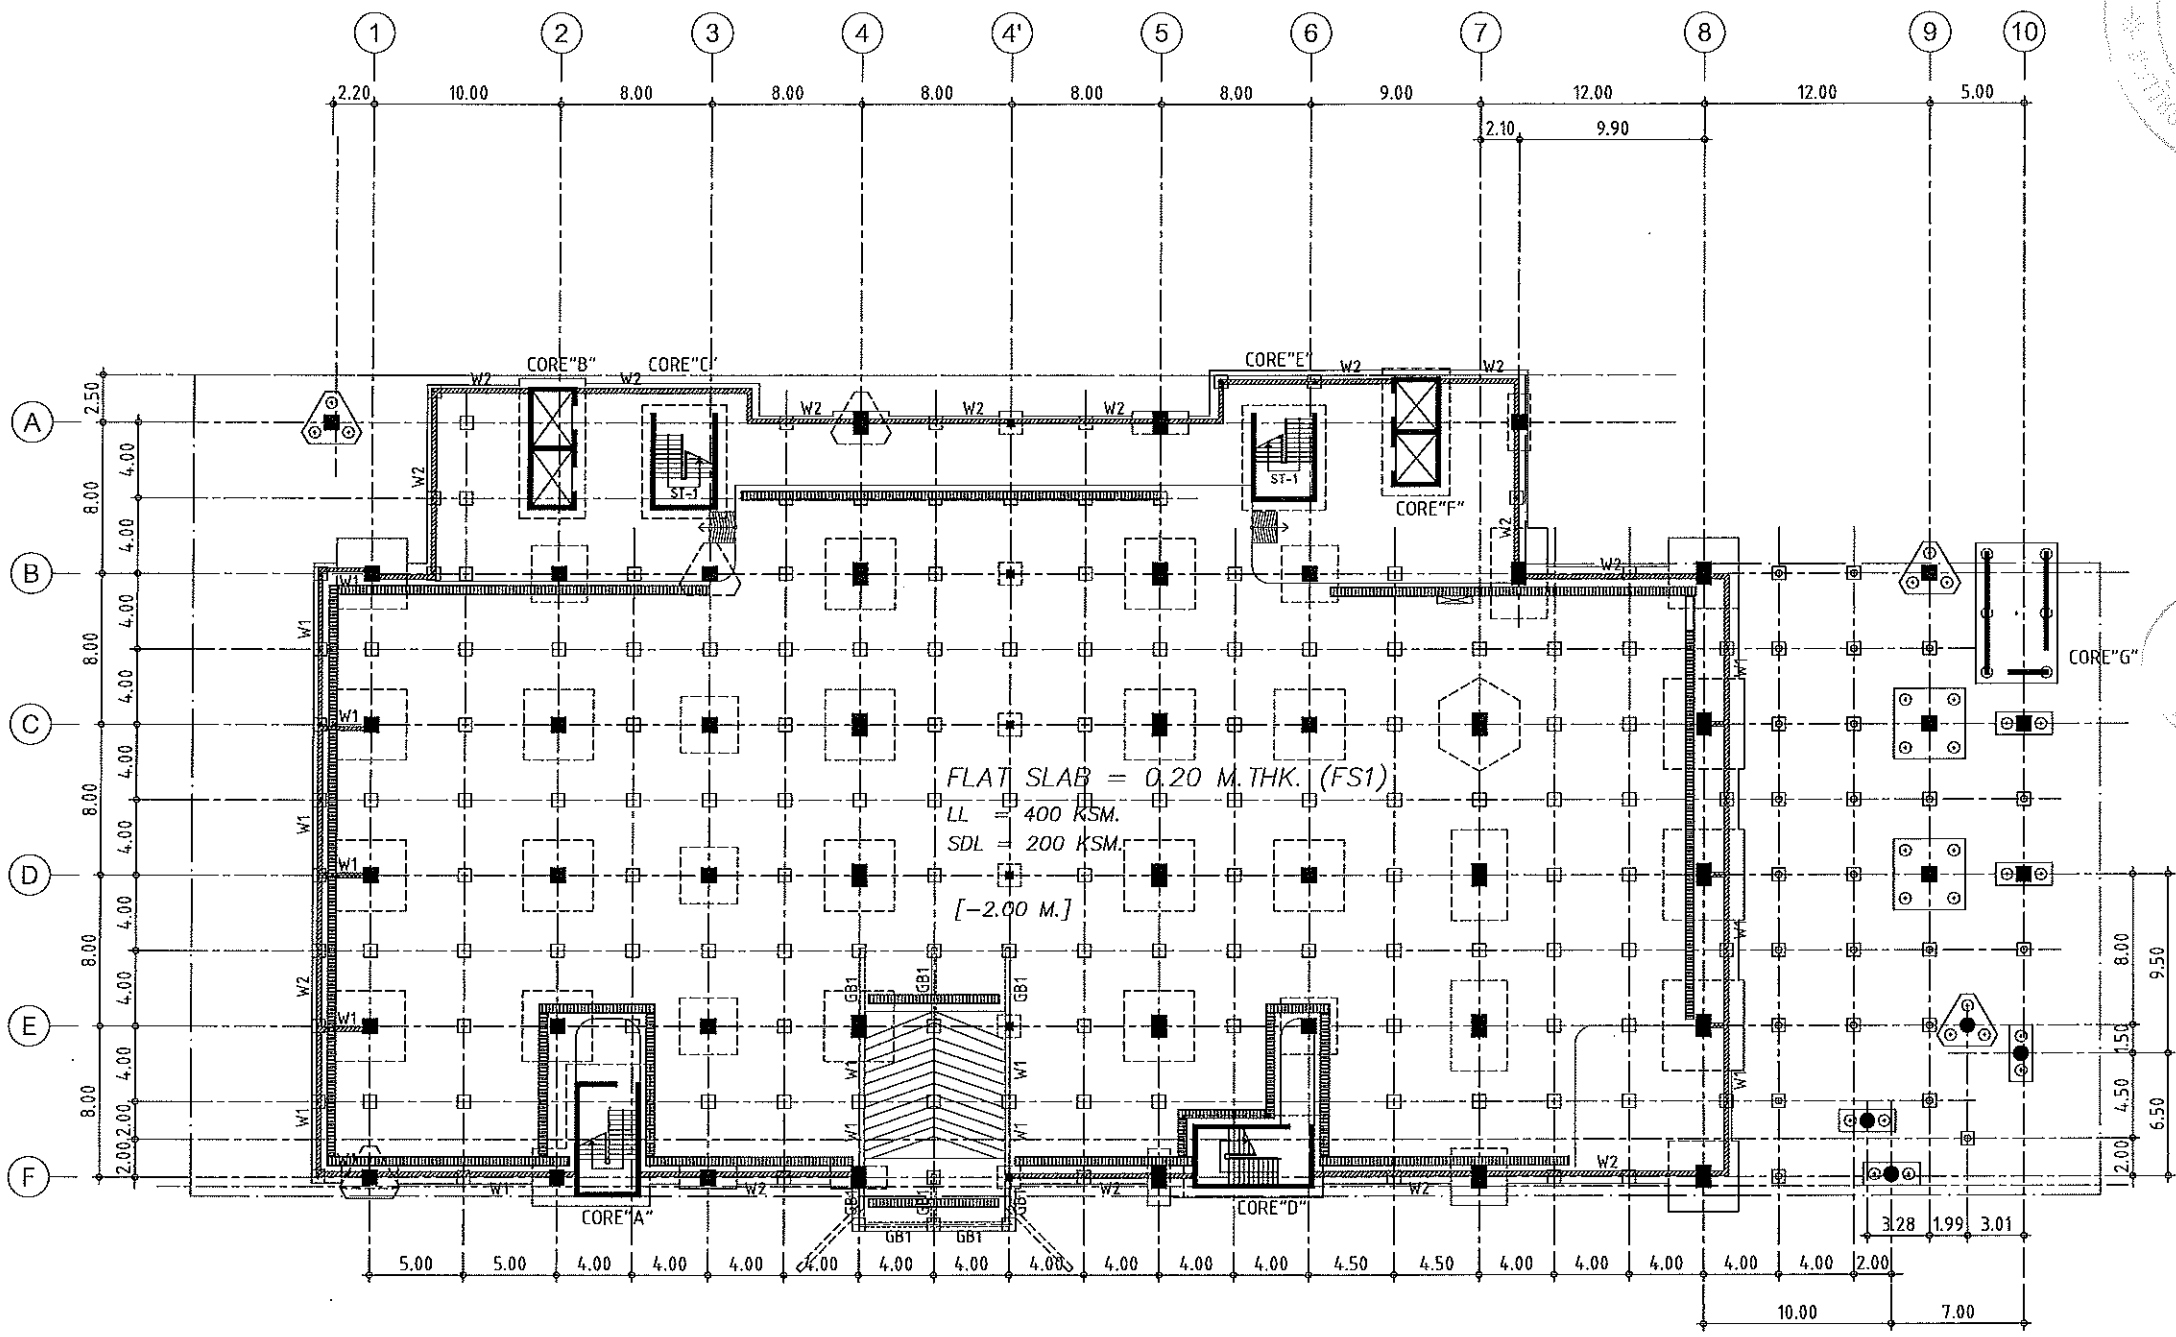 1 2 3 4 4' 5 6 7 8 9 10
2.20 10.00 8.00 8.00 8.00 8.00 8.00 9.00 12.00 12.00 5.00
2.10 9.90
CORE"B" CORE"C" CORE"E"
W2 W2 W2 W2
2.50
A
W2 W2 W2
4.00
W2
8.00
ST-1 ST-1
CORE"F"
4.00
W2
B
W2
W1
4.00
W1
8.00
W1
CORE"G"
4.00
W1
C
4.00
FLAT SLAB = 0.20 M.THK. (FS1)
8.00
LL = 400 KSM.
W1
4.00
SDL = 200 KSM.
W1
D
4.00
[-2.00 M.]
W1
8.00
8.00
9.50
4.00
W2
GB1 GB1 GB1
W1
E
1.50
4.00
W1 W1 W1
8.00
4.50
6.50
2.00
W1
W1 W1
2.00
2.00
W1
F
W2
W1 W2 W2 W2
GB1 GB1 GB1
CORE"A" CORE"D"
GB1 GB1
3.28 1.99 3.01
5.00 5.00 4.00 4.00 4.00 4.00 4.00 4.00 4.00 4.00 4.00 4.00 4.50 4.50 4.00 4.00 4.00 4.00 4.00 2.00
10.00 7.00